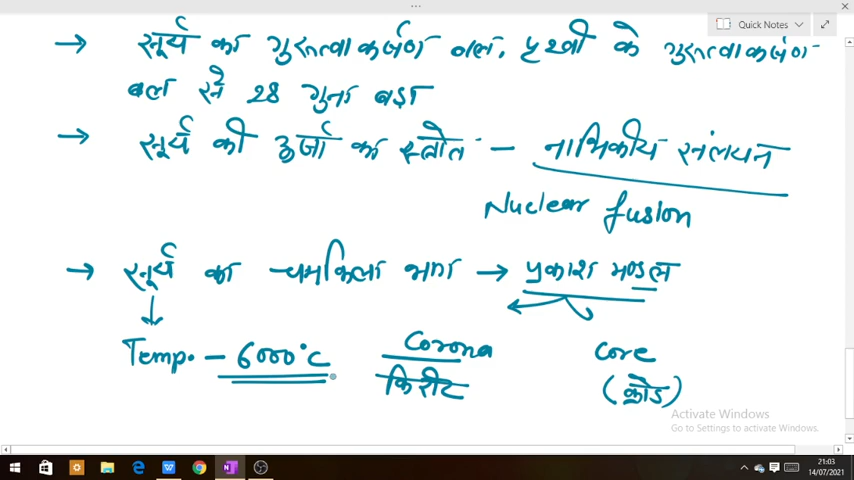 Quick Notes
→ सूर्य का गुरुत्वाकर्षण बल, पृथ्वी के गुरुत्वाकर्षण
बल से 28 गुना बड़ा
→ सूर्य की ऊर्जा का स्त्रोत - नाभिकीय संलयन
Nuclear fusion
→ सूर्य का चमकिला भाग → प्रकाश मण्डल
Temp. - 6000°C Corona Core
किरीट (क्रोड)
Activate Windows
Go to Settings to activate Windows.
21:03
14/07/2021